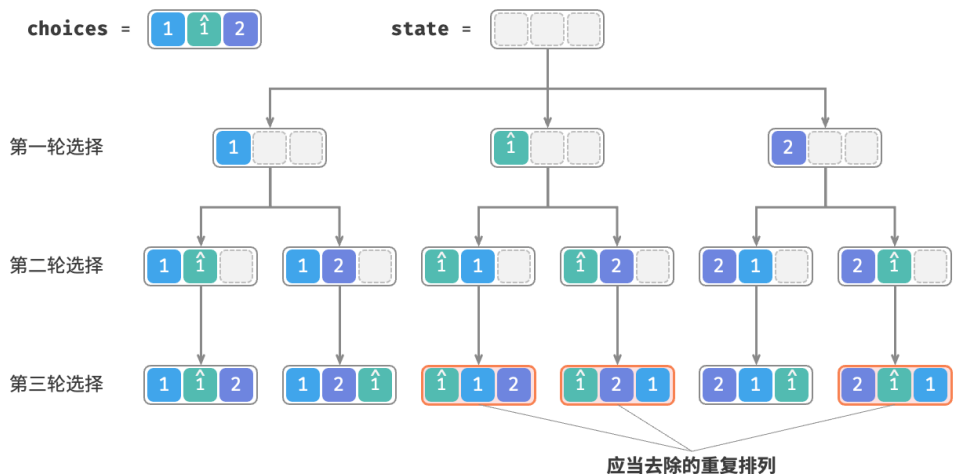 choices = 1 1̂ 2
state =
第一轮选择
1
1̂
2
第二轮选择
1 1̂
1 2
1̂ 1
1̂ 2
2 1
2 1̂
第三轮选择
1 1̂ 2
1 2 1̂
1̂ 1 2
1̂ 2 1
2 1 1̂
2 1̂ 1
应当去除的重复排列